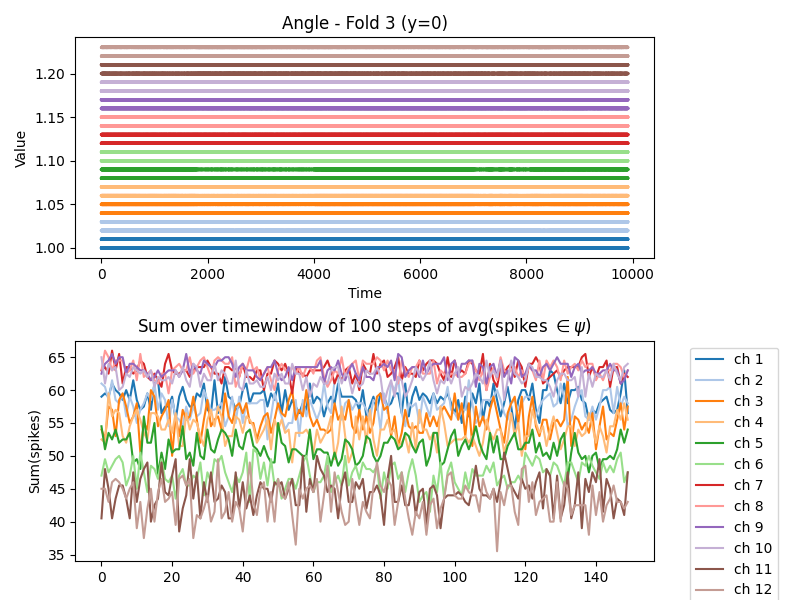 Angle - Fold 3 (y=0)
Value
1.20
1.15
1.10
1.05
1.00
0 2000 4000 6000 8000 10000
Time
Sum over timewindow of 100 steps of avg(spikes ∈ ψ)
Sum(spikes)
65
60
55
50
45
40
35
0 20 40 60 80 100 120 140
ch 1
ch 2
ch 3
ch 4
ch 5
ch 6
ch 7
ch 8
ch 9
ch 10
ch 11
ch 12